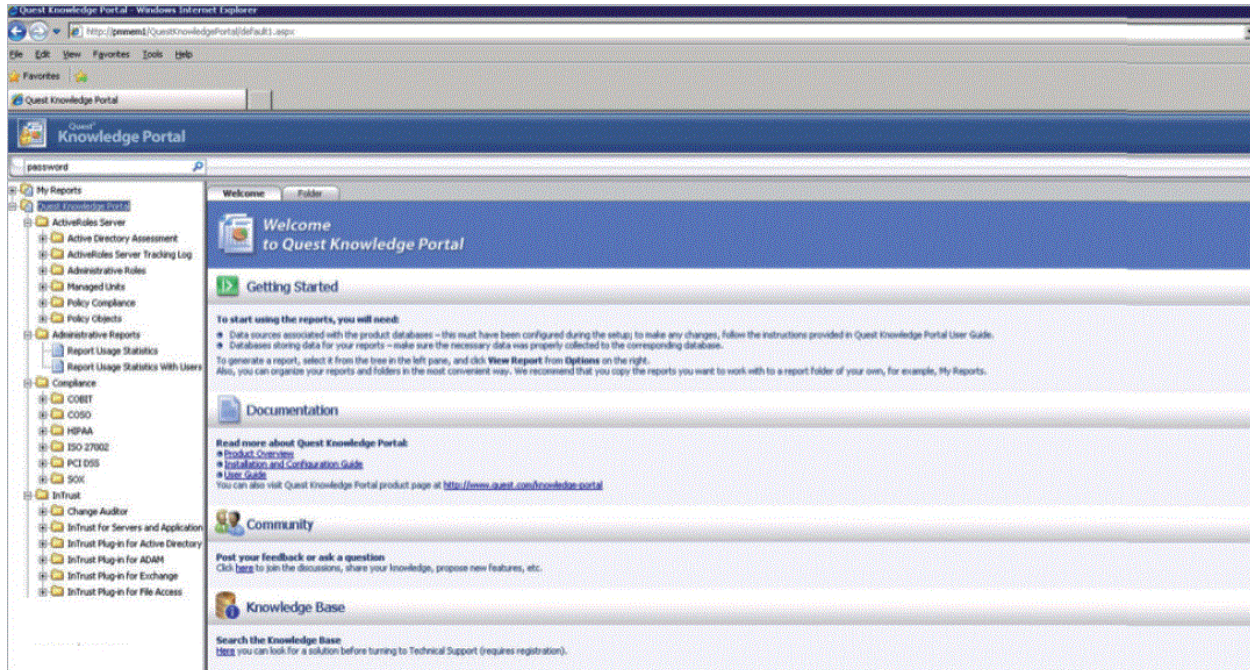 Quest Knowledge Portal - Windows Internet Explorer
http://pmmem1/QuestKnowledgePortal/default1.aspx
File Edit View Favorites Tools Help
Favorites
Quest Knowledge Portal
Quest
Knowledge Portal
password
My Reports
Quest Knowledge Portal
ActiveRoles Server
Active Directory Assessment
ActiveRoles Server Tracking Log
Administrative Roles
Managed Units
Policy Compliance
Policy Objects
Administrative Reports
Report Usage Statistics
Report Usage Statistics With Users
Compliance
COBIT
COSO
HIPAA
ISO 27002
PCI DSS
SOX
InTrust
Change Auditor
InTrust for Servers and Application
InTrust Plug-in for Active Directory
InTrust Plug-in for ADAM
InTrust Plug-in for Exchange
InTrust Plug-in for File Access
Welcome Folder
Welcome
to Quest Knowledge Portal
Getting Started
To start using the reports, you will need:
Data sources associated with the product databases – this must have been configured during the setup; to make any changes, follow the instructions provided in Quest Knowledge Portal User Guide.
Databases storing data for your reports – make sure the necessary data was properly collected to the corresponding database.
To generate a report, select it from the tree in the left pane, and click View Report from Options on the right.
Also, you can organize your reports and folders in the most convenient way. We recommend that you copy the reports you want to work with to a report folder of your own, for example, My Reports.
Documentation
Read more about Quest Knowledge Portal:
Product Overview
Installation and Configuration Guide
User Guide
You can also visit Quest Knowledge Portal product page at http://www.quest.com/knowledge-portal
Community
Post your feedback or ask a question
Click here to join the discussions, share your knowledge, propose new features, etc.
Knowledge Base
Search the Knowledge Base
Here you can look for a solution before turning to Technical Support (requires registration).